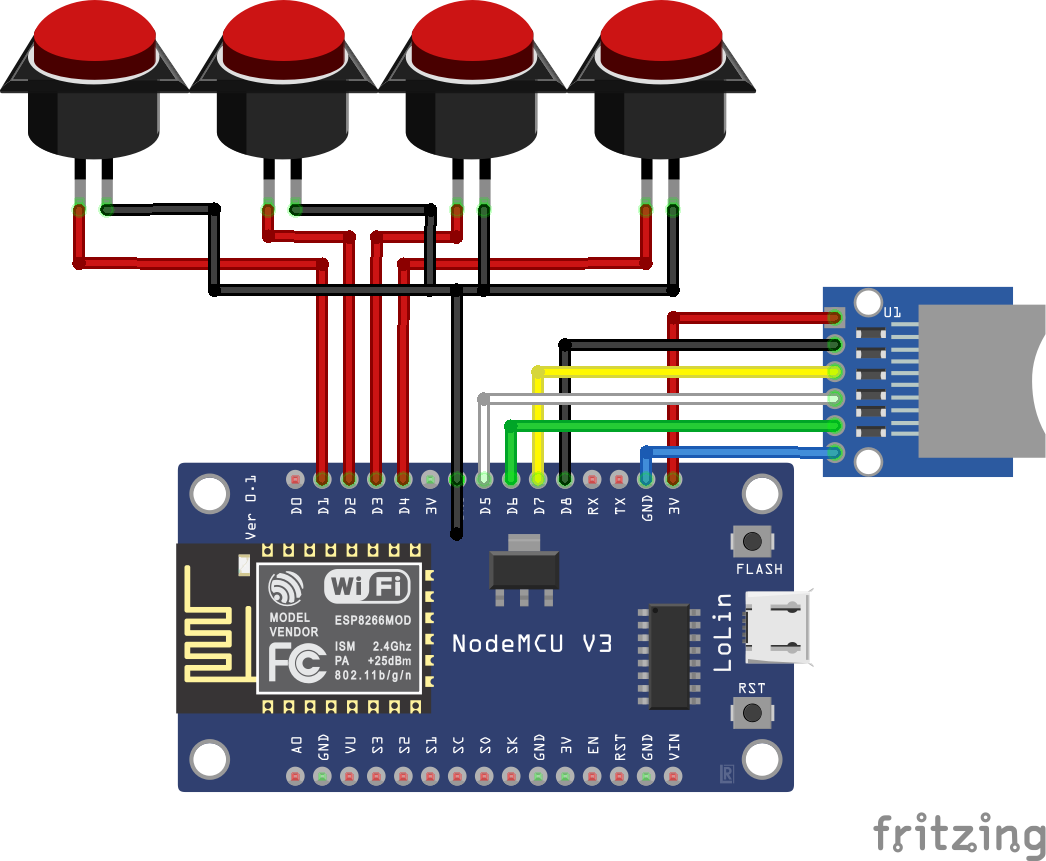 U1
Ver 0.1
D0 D1 D2 D3 D4 3V D5 D6 D7 D8 RX TX GND 3V
FLASH
WiFi
MODEL
VENDOR
ESP8266MOD
FC
ISM 2.4Ghz
PA +25dBm
802.11b/g/n
NodeMCU V3
LoLin
RST
A0 GND VU S3 S2 S1 SC S0 SK GND 3V EN RST GND VIN
fritzing